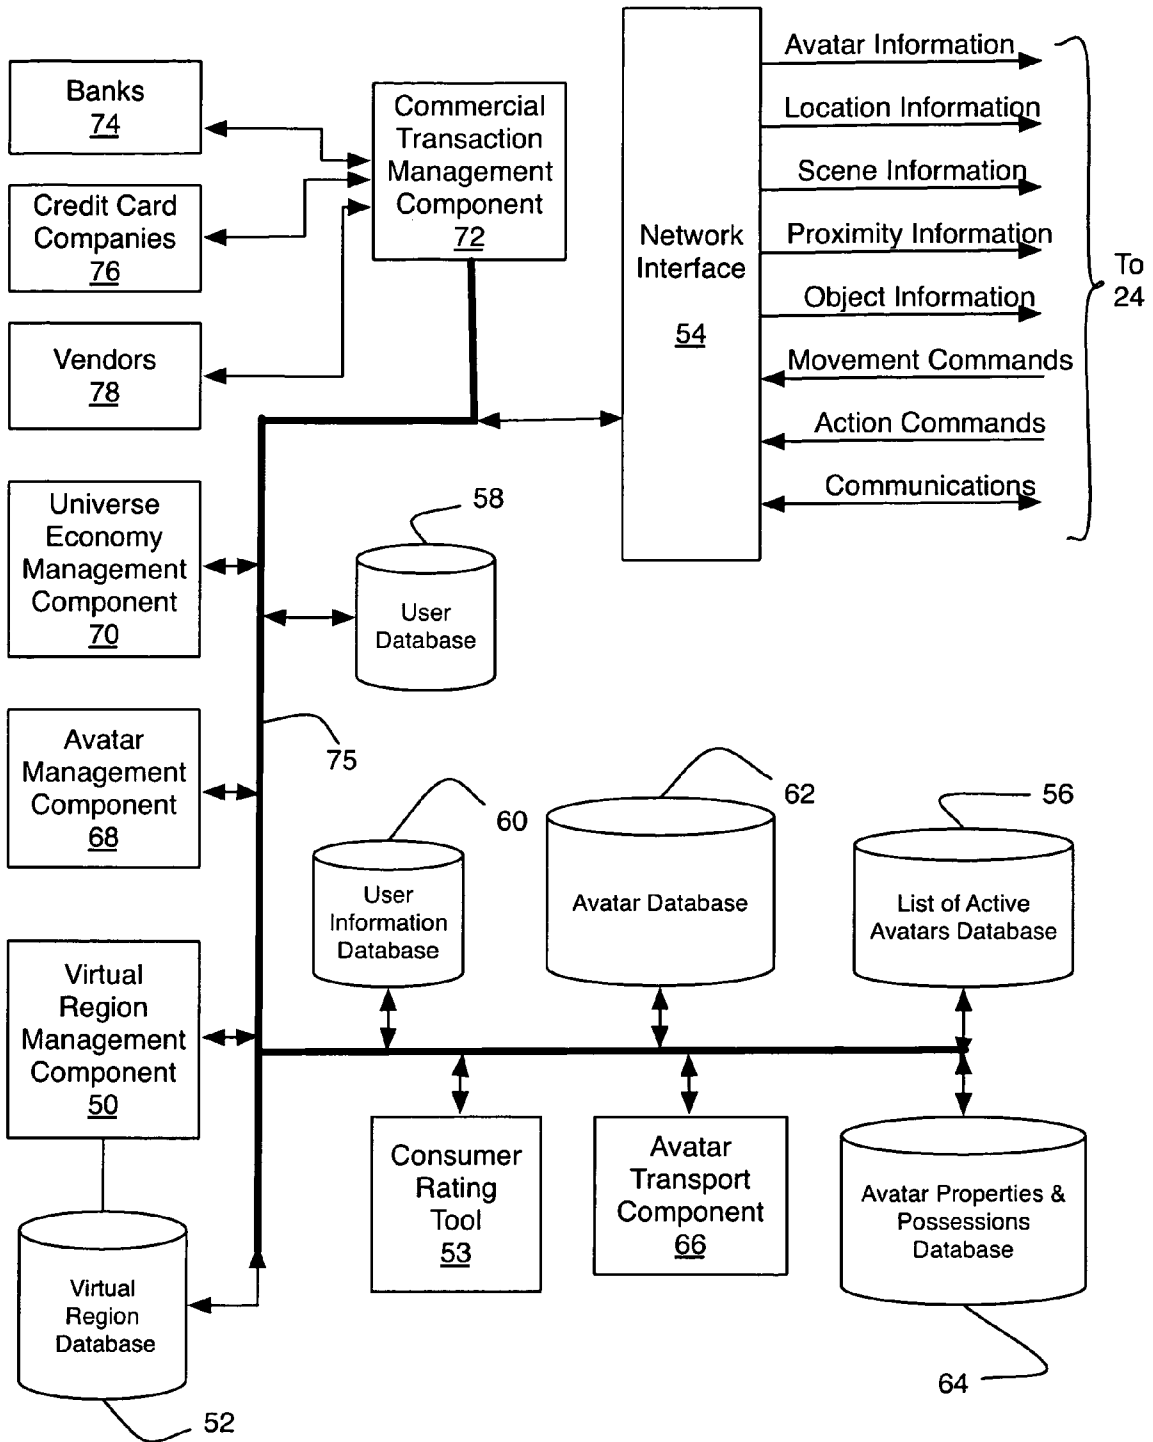 Banks
74
Credit Card
Companies
76
Vendors
78
Commercial
Transaction
Management
Component
72
Network
Interface
54
Avatar Information
Location Information
Scene Information
Proximity Information
Object Information
Movement Commands
Action Commands
Communications
To
24
Universe
Economy
Management
Component
70
58
User
Database
Avatar
Management
Component
68
75
60
User
Information
Database
62
Avatar Database
56
List of Active
Avatars Database
Virtual
Region
Management
Component
50
Consumer
Rating
Tool
53
Avatar
Transport
Component
66
Avatar Properties &
Possessions
Database
64
Virtual
Region
Database
52